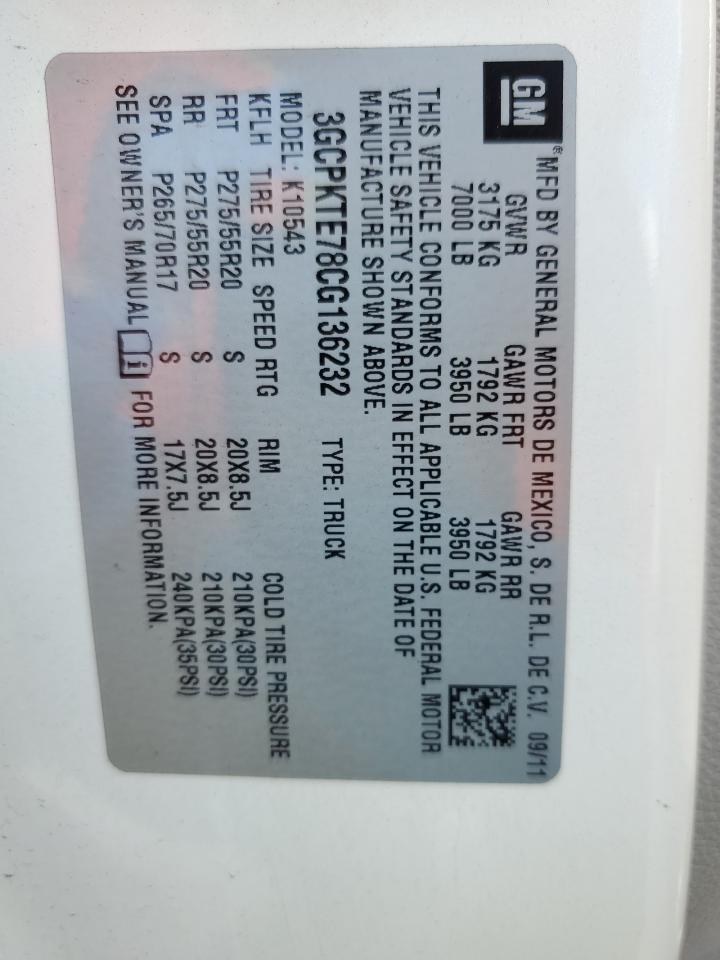 GM
® MFD BY GENERAL MOTORS DE MEXICO, S. DE R.L. DE C.V. 09/11
GVWR GAWR FRT GAWR RR
3175 KG 1792 KG 1792 KG
7000 LB 3950 LB 3950 LB
THIS VEHICLE CONFORMS TO ALL APPLICABLE U.S. FEDERAL MOTOR
VEHICLE SAFETY STANDARDS IN EFFECT ON THE DATE OF
MANUFACTURE SHOWN ABOVE.
3GCPKTE78CG136232 TYPE: TRUCK
MODEL: K10543
KFLH TIRE SIZE SPEED RTG RIM COLD TIRE PRESSURE
FRT P275/55R20 S 20X8.5J 210KPA(30PSI)
RR P275/55R20 S 20X8.5J 210KPA(30PSI)
SPA P265/70R17 S 17X7.5J 240KPA(35PSI)
SEE OWNER'S MANUAL i FOR MORE INFORMATION.